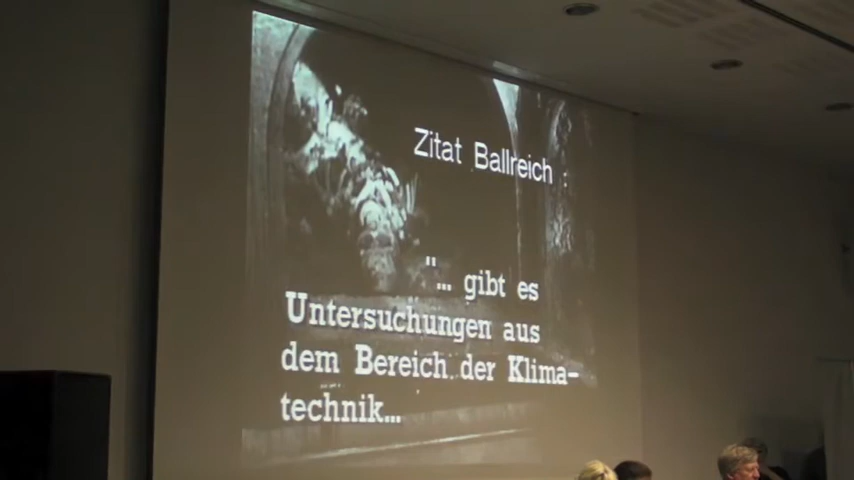 Zitat Ballreich :
"... gibt es
Untersuchungen aus
dem Bereich der Klima-
technik...